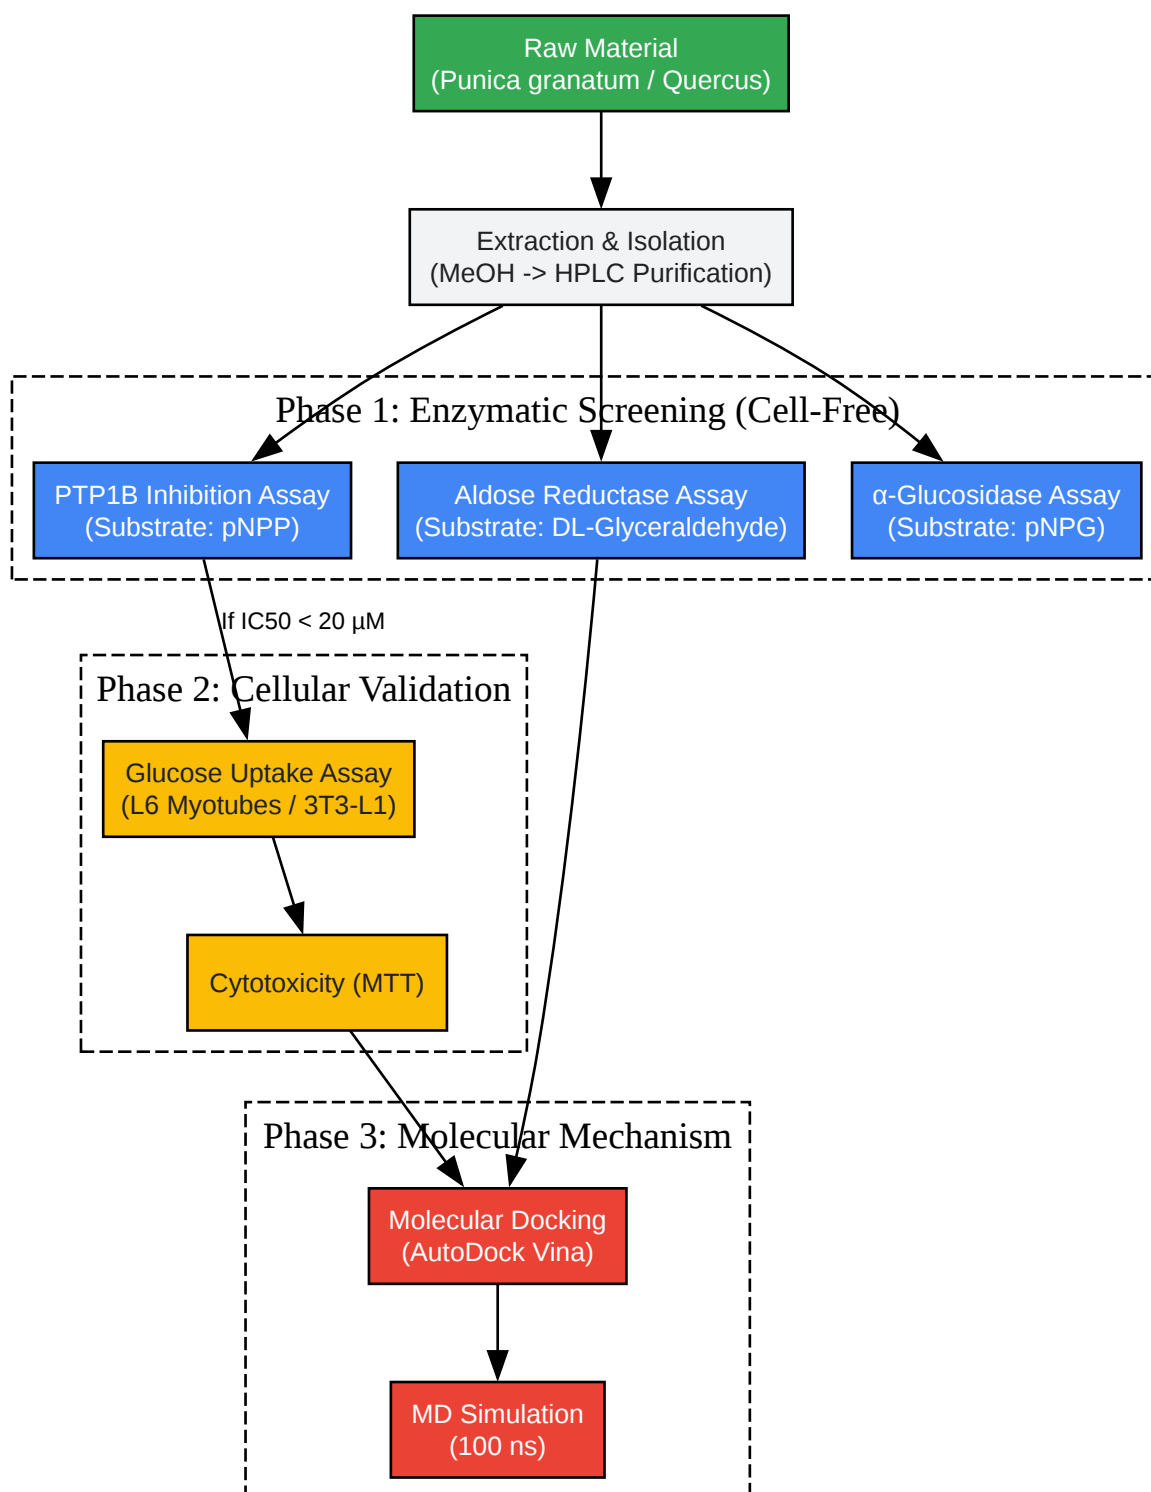 Raw Material
(Punica granatum / Quercus)
Extraction & Isolation
(MeOH -> HPLC Purification)
Phase 1: Enzymatic Screening (Cell-Free)
PTP1B Inhibition Assay
(Substrate: pNPP)
Aldose Reductase Assay
(Substrate: DL-Glyceraldehyde)
α-Glucosidase Assay
(Substrate: pNPG)
If IC50 < 20 µM
Phase 2: Cellular Validation
Glucose Uptake Assay
(L6 Myotubes / 3T3-L1)
Cytotoxicity (MTT)
Phase 3: Molecular Mechanism
Molecular Docking
(AutoDock Vina)
MD Simulation
(100 ns)